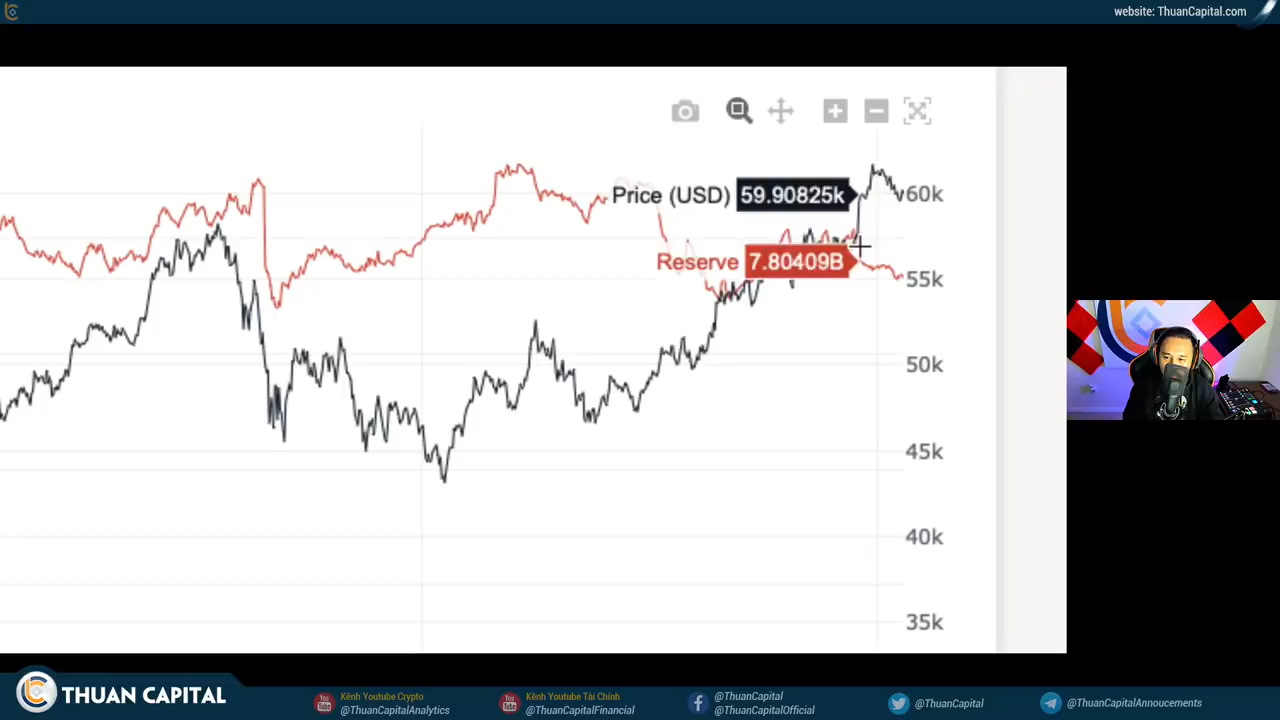 website: ThuanCapital.com
Price (USD) 59.90825k
60k
Reserve 7.80409B
55k
50k
45k
40k
35k
THUAN CAPITAL
Kênh Youtube Crypto
@ThuanCapitalAnalytics
Kênh Youtube Tài Chính
@ThuanCapitalFinancial
@ThuanCapital
@ThuanCapitalOfficial
@ThuanCapital
@ThuanCapitalAnnoucements